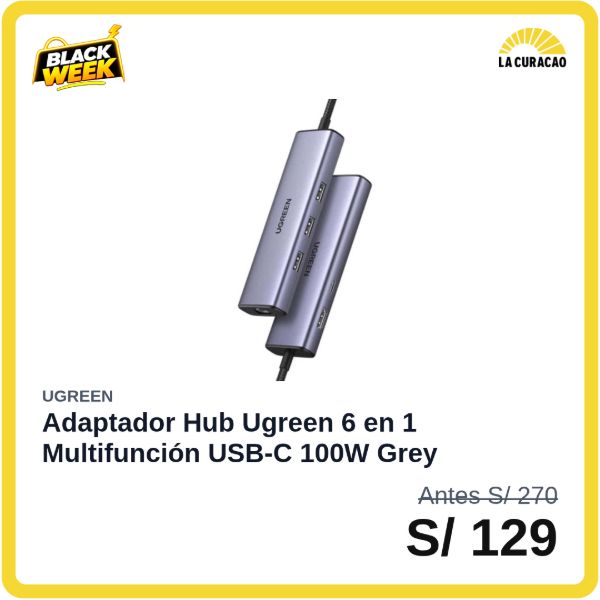 BLACK
WEEK
LA CURACAO
UGREEN
UGREEN
UGREEN
Adaptador Hub Ugreen 6 en 1
Multifunción USB-C 100W Grey
Antes S/ 270
S/ 129